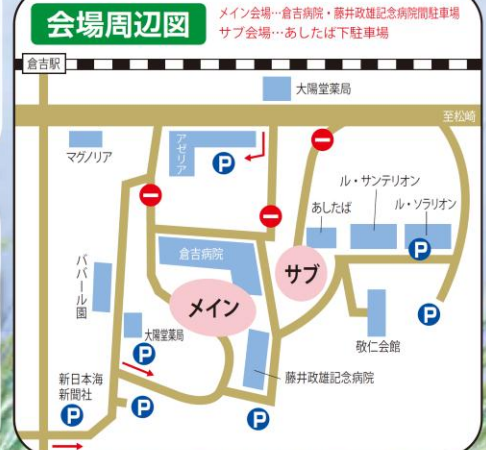 会場周辺図
メイン会場…倉吉病院・藤井政雄記念病院間駐車場
サブ会場…あしたば下駐車場
倉吉駅
大陽堂薬局
至松崎
マグノリア
アゼリア
P
ル・サンテリオン
あしたば
ル・ソラリオン
倉吉病院
サブ
P
ババール園
メイン
P
大陽堂薬局
敬仁会館
P
藤井政雄記念病院
新日本海
新聞社
P
P
P